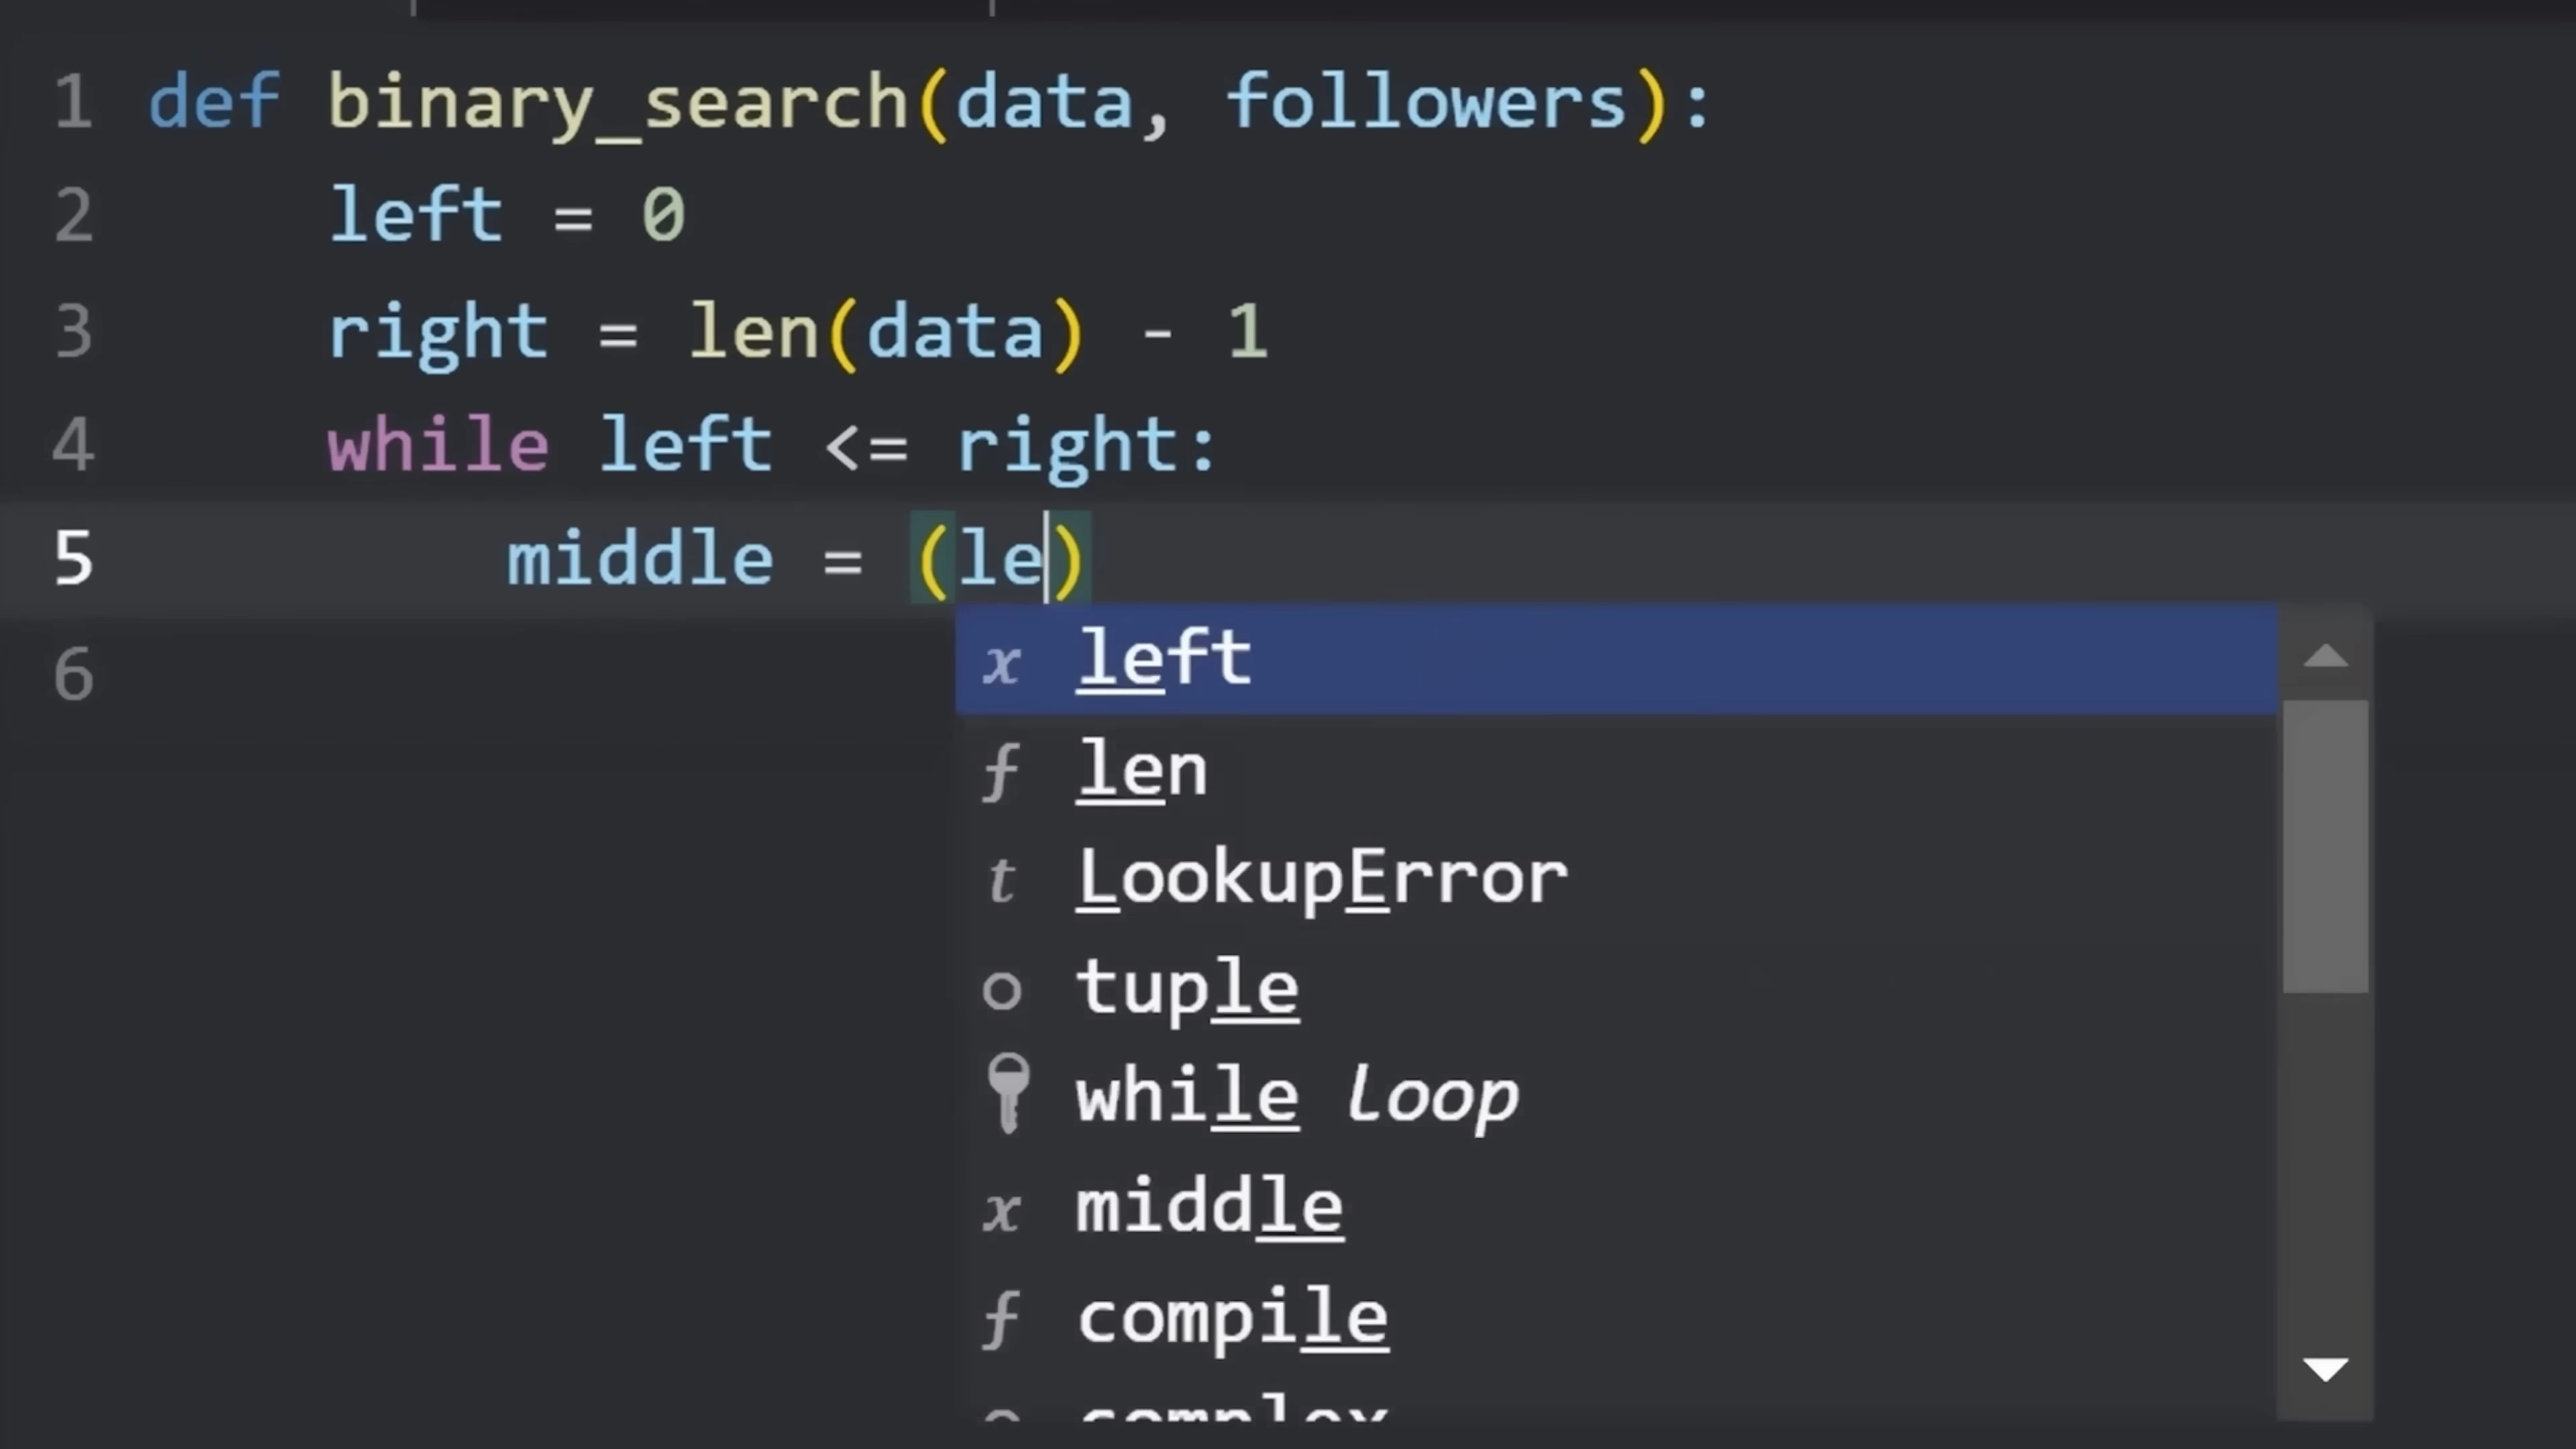 1 def binary_search(data, followers):
2 left = 0
3 right = len(data) - 1
4 while left <= right:
5 middle = (le)
6
x left
f len
t LookupError
tuple
while loop
x middle
f compile
complex